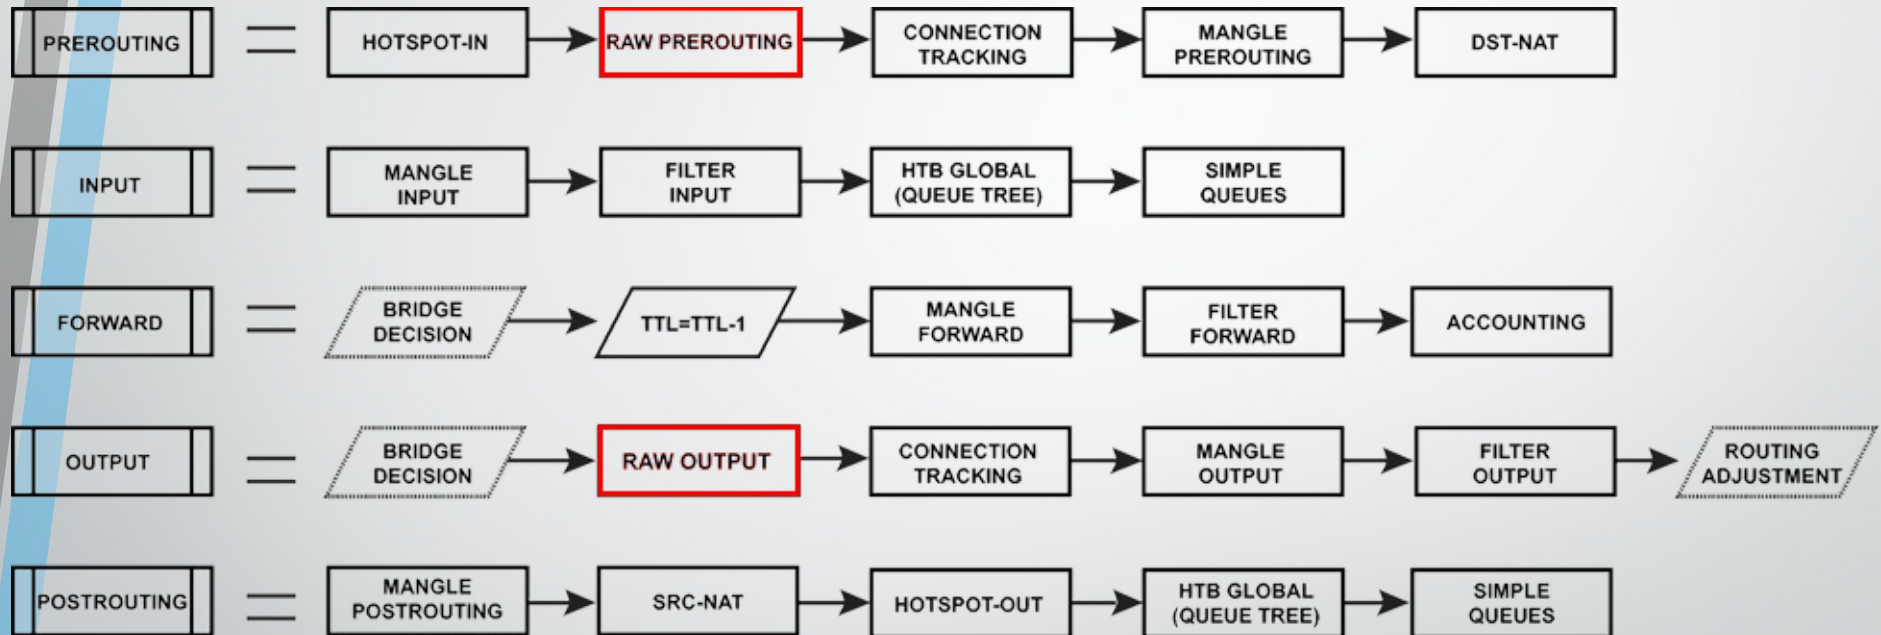 PREROUTING
HOTSPOT-IN
RAW PREROUTING
CONNECTION
TRACKING
MANGLE
PREROUTING
DST-NAT
INPUT
MANGLE
INPUT
FILTER
INPUT
HTB GLOBAL
(QUEUE TREE)
SIMPLE
QUEUES
FORWARD
BRIDGE
DECISION
TTL=TTL-1
MANGLE
FORWARD
FILTER
FORWARD
ACCOUNTING
OUTPUT
BRIDGE
DECISION
RAW OUTPUT
CONNECTION
TRACKING
MANGLE
OUTPUT
FILTER
OUTPUT
ROUTING
ADJUSTMENT
POSTROUTING
MANGLE
POSTROUTING
SRC-NAT
HOTSPOT-OUT
HTB GLOBAL
(QUEUE TREE)
SIMPLE
QUEUES